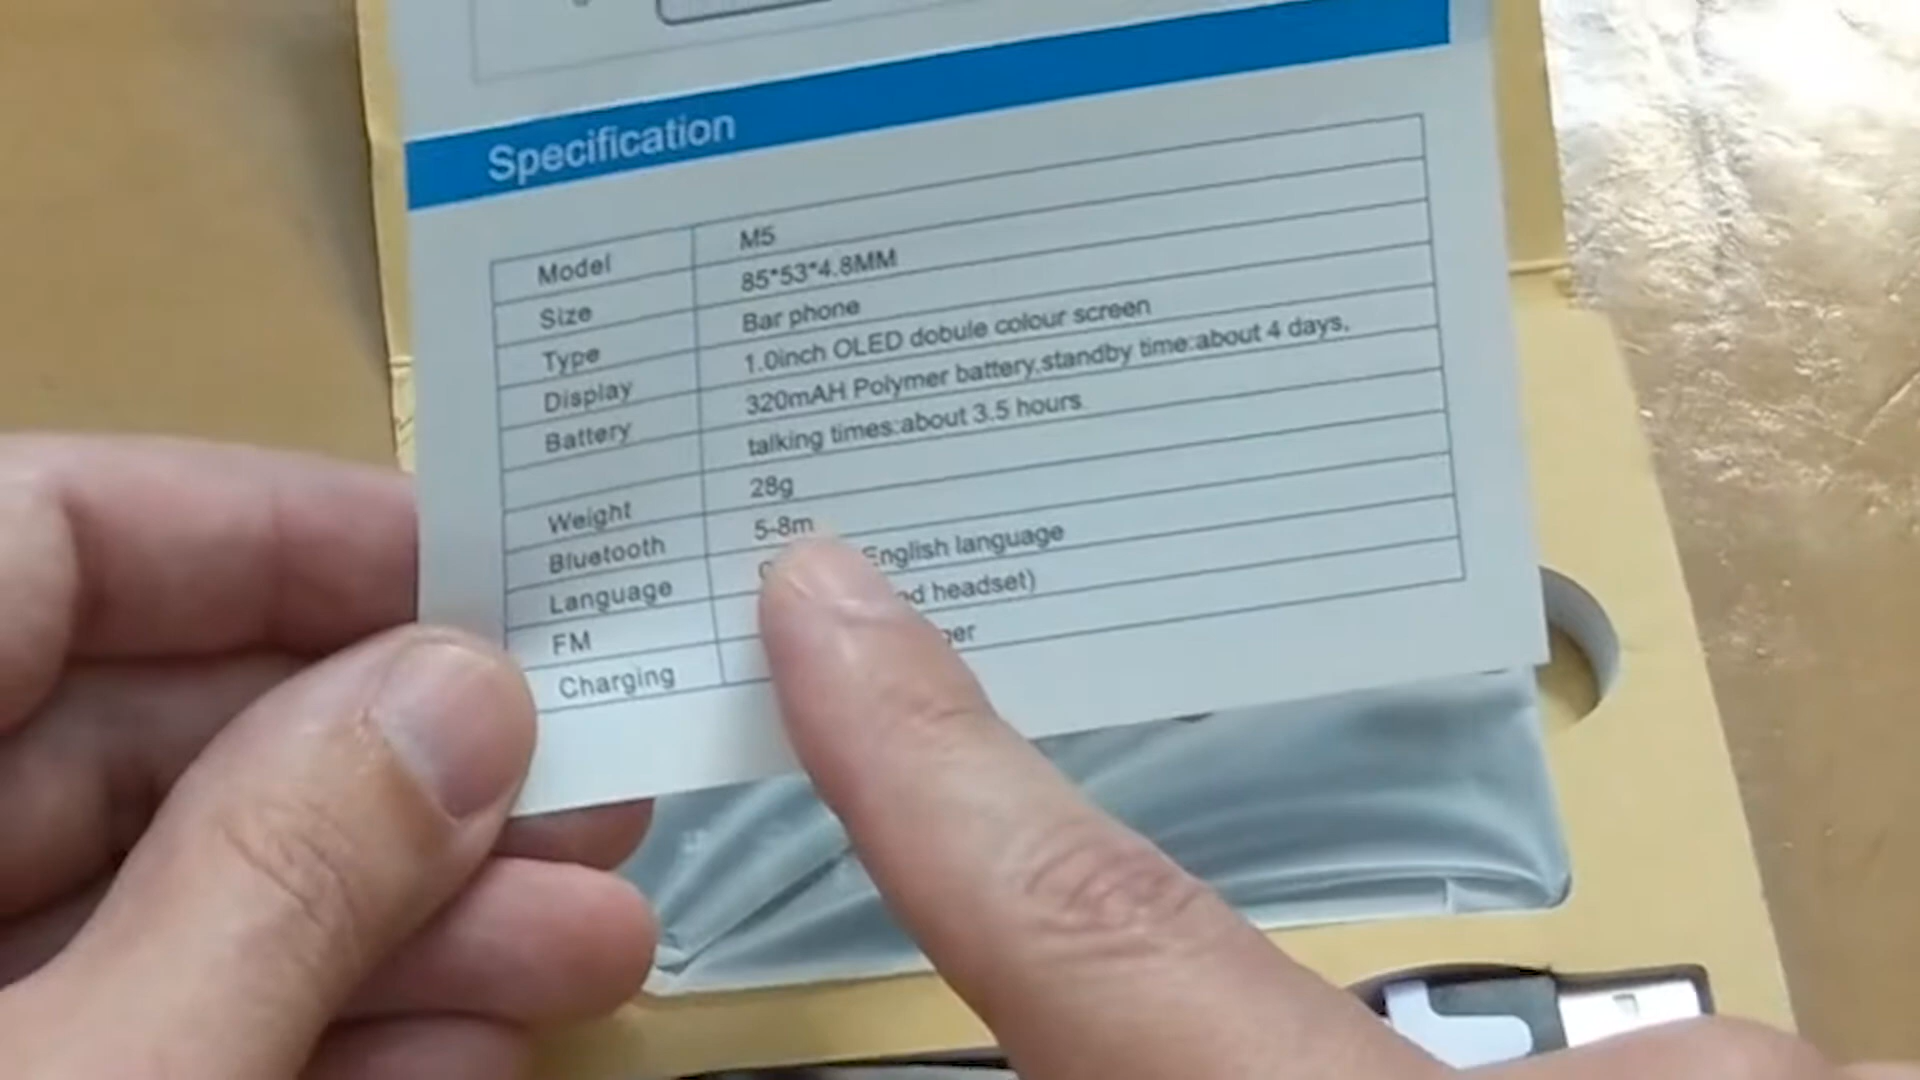 Specification
Model M5
Size 85*53*4.8MM
Type Bar phone
Display 1.0inch OLED dobule colour screen
Battery 320mAH Polymer battery,standby time:about 4 days,
talking times:about 3.5 hours
Weight 28g
Bluetooth 5-8m
Language English language
FM headset)
Charging